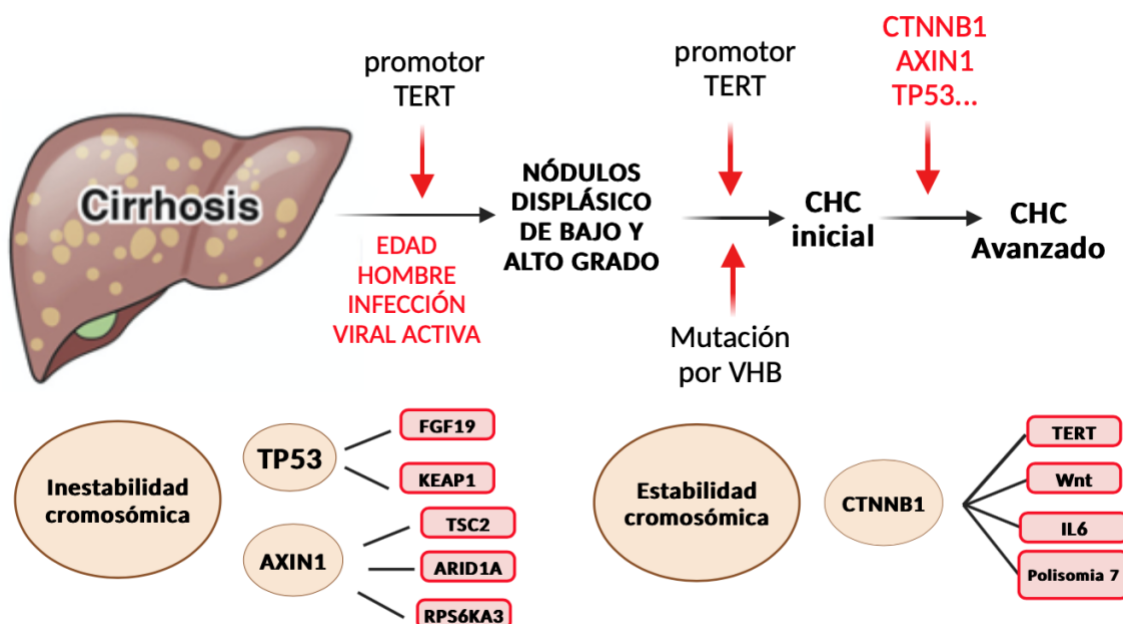 Cirrhosis
promotor
TERT
EDAD
HOMBRE
INFECCIÓN
VIRAL ACTIVA
NÓDULOS
DISPLÁSICO
DE BAJO Y
ALTO GRADO
promotor
TERT
Mutación
por VHB
CHC
inicial
CTNNB1
AXIN1
TP53...
CHC
Avanzado
Inestabilidad
cromosómica
TP53
FGF19
KEAP1
AXIN1
TSC2
ARID1A
RPS6KA3
Estabilidad
cromosómica
CTNNB1
TERT
Wnt
IL6
Polisomia 7